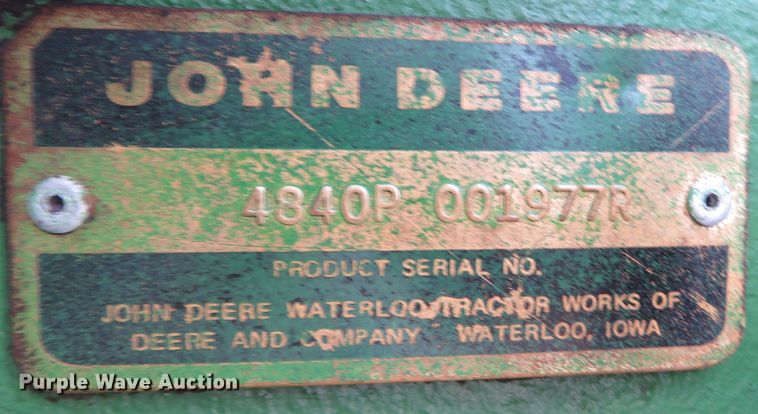 JOHN DEERE
4840P 001977R
PRODUCT SERIAL NO.
JOHN DEERE WATERLOO TRACTOR WORKS OF
DEERE AND COMPANY WATERLOO, IOWA
Purple Wave Auction